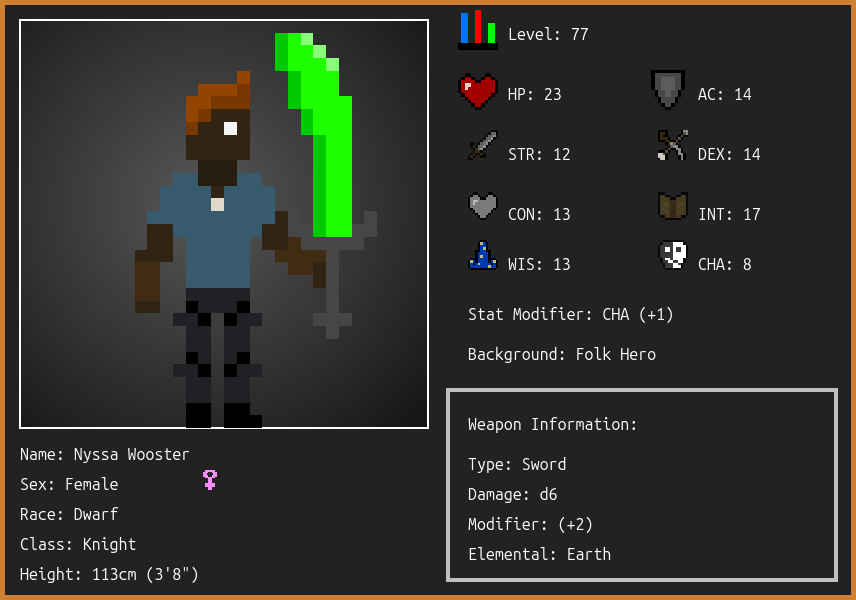 Level: 77
HP: 23
AC: 14
STR: 12
DEX: 14
CON: 13
INT: 17
WIS: 13
CHA: 8
Stat Modifier: CHA (+1)
Background: Folk Hero
Weapon Information:
Type: Sword
Damage: d6
Modifier: (+2)
Elemental: Earth
Name: Nyssa Wooster
Sex: Female
Race: Dwarf
Class: Knight
Height: 113cm (3'8")